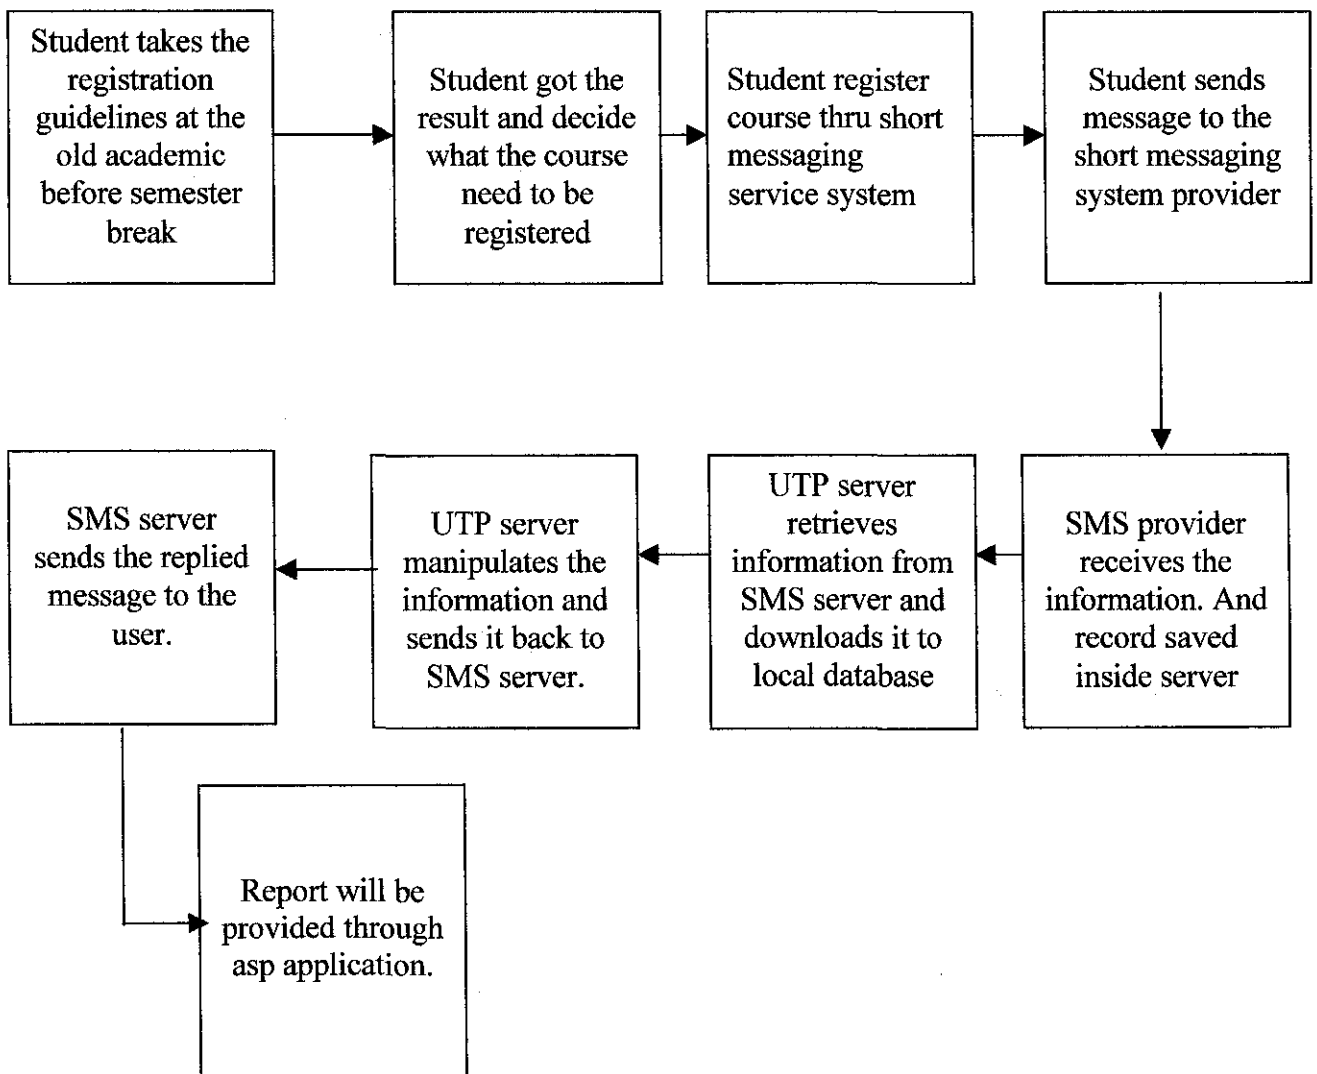 Student takes the
registration
guidelines at the
old academic
before semester
break
Student got the
result and decide
what the course
need to be
registered
Student register
course thru short
messaging
service system
Student sends
message to the
short messaging
system provider
SMS provider
receives the
information. And
record saved
inside server
UTP server
retrieves
information from
SMS server and
downloads it to
local database
UTP server
manipulates the
information and
sends it back to
SMS server.
SMS server
sends the replied
message to the
user.
Report will be
provided through
asp application.